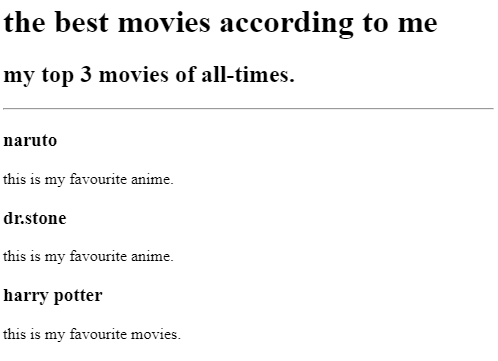 the best movies according to me
my top 3 movies of all-times.
naruto
this is my favourite anime.
dr.stone
this is my favourite anime.
harry potter
this is my favourite movies.